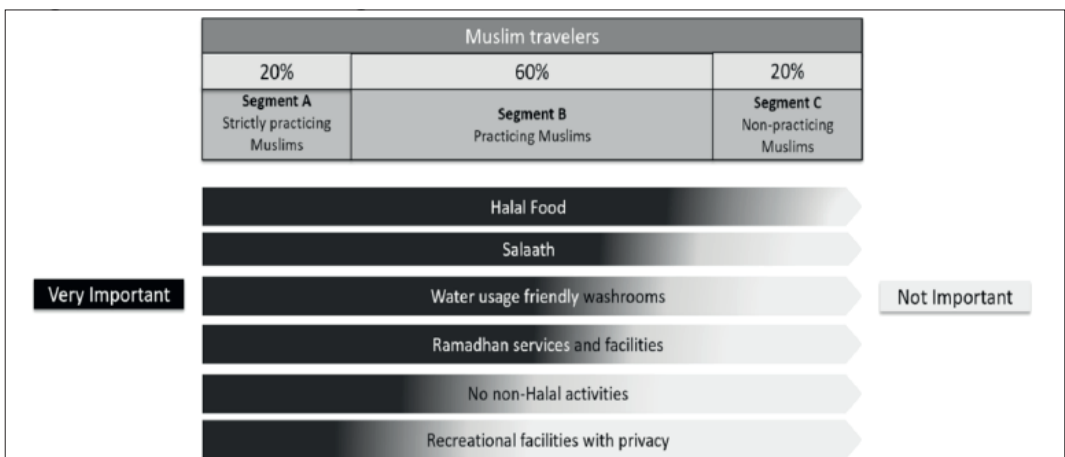 Muslim travelers
20%
60%
20%
Segment A
Strictly practicing
Muslims
Segment B
Practicing Muslims
Segment C
Non-practicing
Muslims
Halal Food
Salaath
Very Important
Water usage friendly washrooms
Not Important
Ramadhan services and facilities
No non-Halal activities
Recreational facilities with privacy